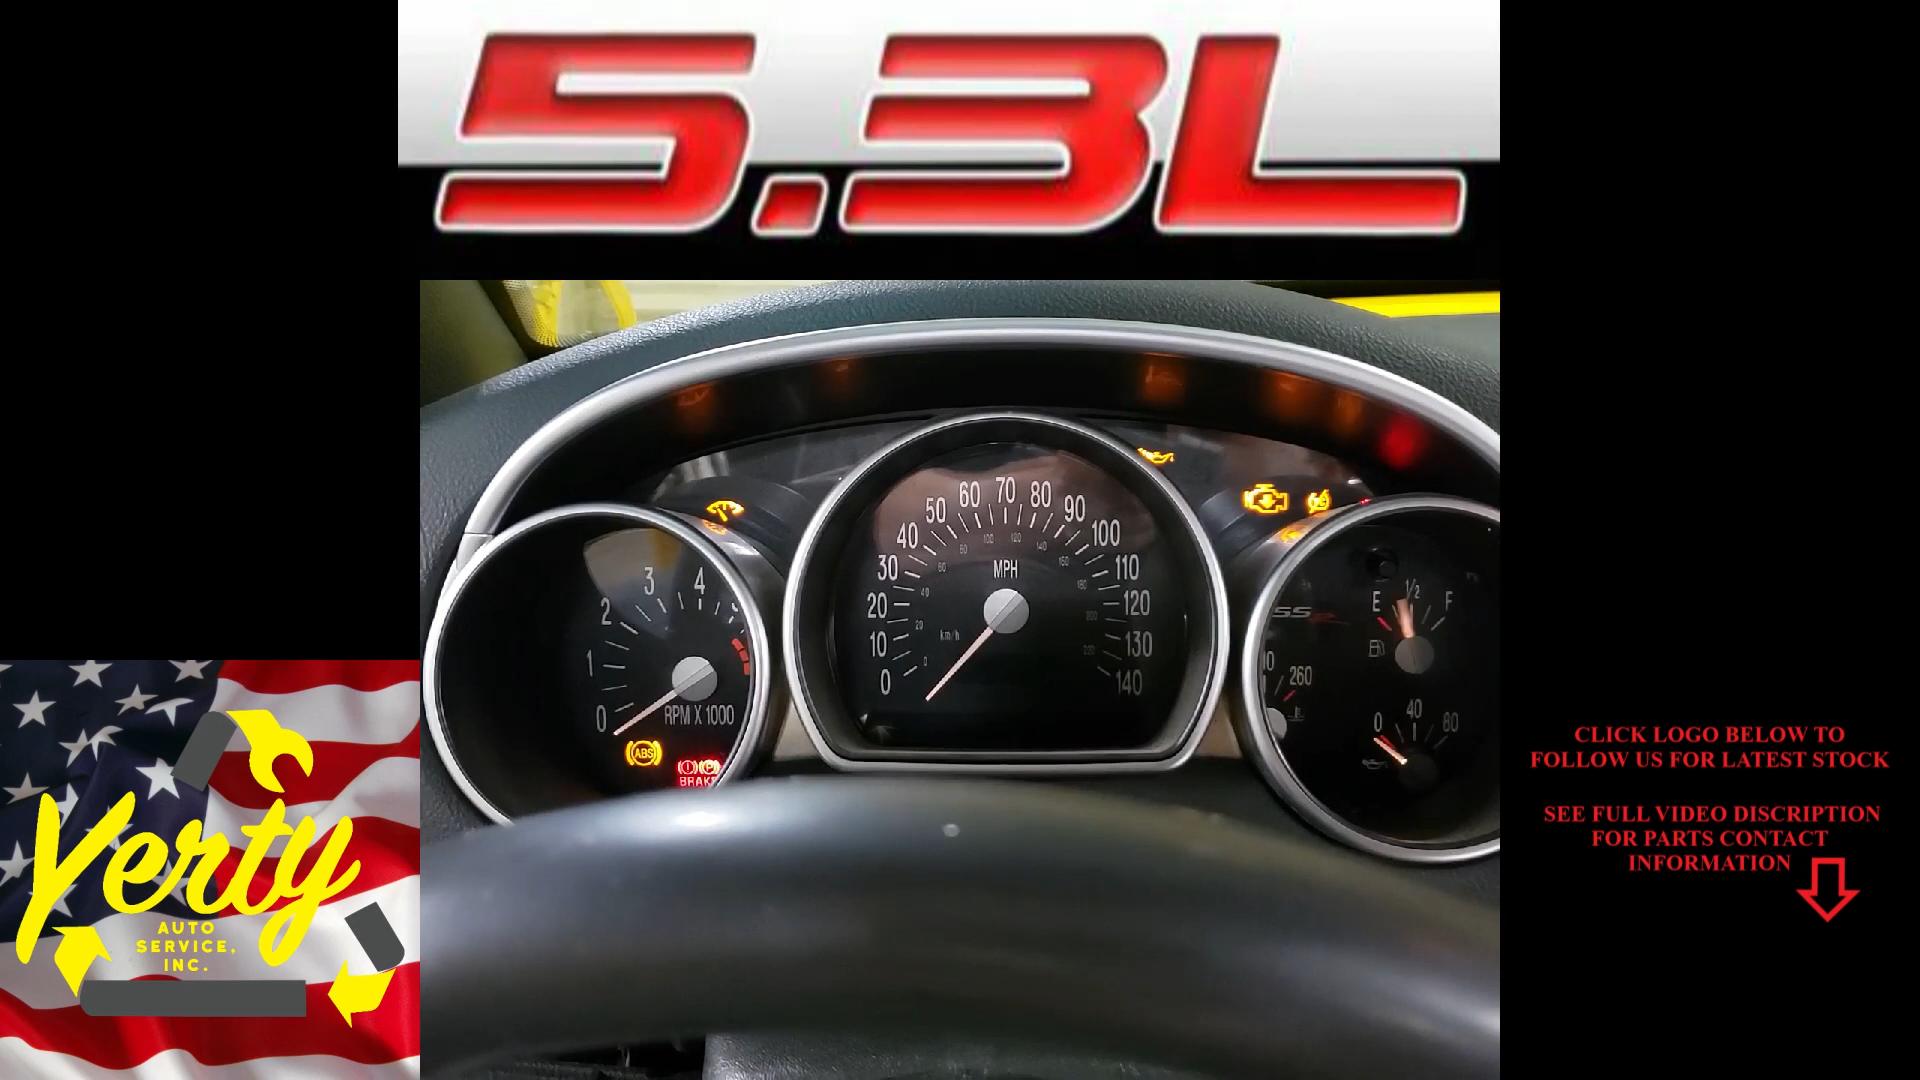 5.3L
60 70 80
50 90
40 100
30 110
20 120
10 130
0 140
MPH
km/h
0 1 2 3 4
RPM X 1000
ABS
BRAKE
SS
E 1/2 F
260
0 40 80
Yerty
AUTO
SERVICE,
INC.
CLICK LOGO BELOW TO
FOLLOW US FOR LATEST STOCK
SEE FULL VIDEO DISCRIPTION
FOR PARTS CONTACT
INFORMATION